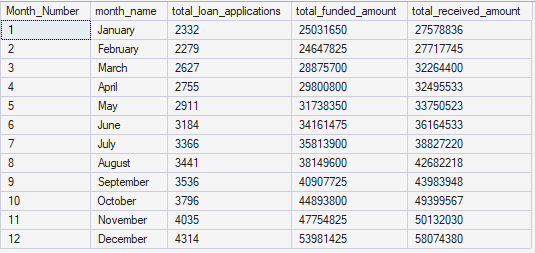 Month_Number month_name total_loan_applications total_funded_amount total_received_amount
1 January 2332 25031650 27578836
2 February 2279 24647825 27717745
3 March 2627 28875700 32264400
4 April 2755 29800800 32495533
5 May 2911 31738350 33750523
6 June 3184 34161475 36164533
7 July 3366 35813900 38827220
8 August 3441 38149600 42682218
9 September 3536 40907725 43983948
10 October 3796 44893800 49399567
11 November 4035 47754825 50132030
12 December 4314 53981425 58074380